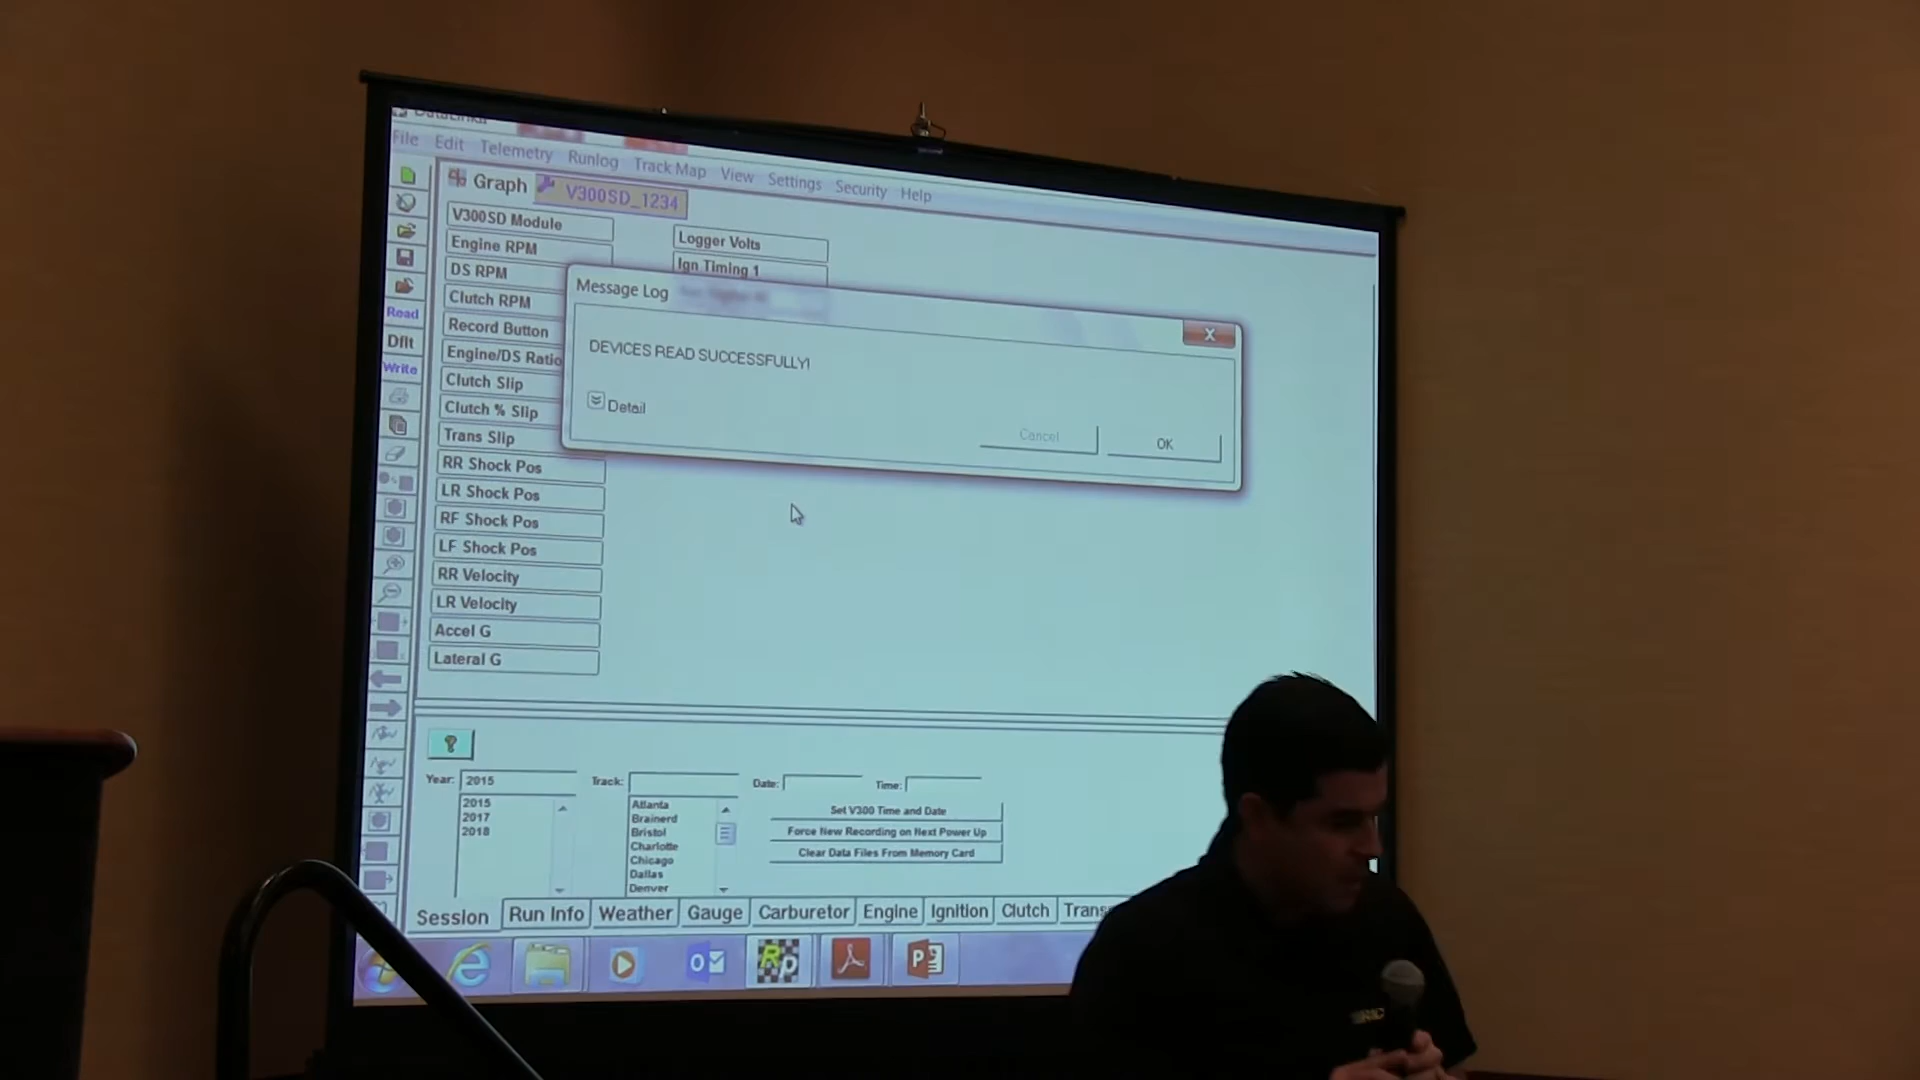 File Edit Telemetry Runlog Track Map View Settings Security Help
Graph V300SD_1234
V300SD Module
Engine RPM
DS RPM
Clutch RPM
Record Button
Engine/DS Ratio
Clutch Slip
Clutch % Slip
Trans Slip
RR Shock Pos
LR Shock Pos
RF Shock Pos
LF Shock Pos
RR Velocity
LR Velocity
Accel G
Lateral G
Logger Volts
Ign Timing 1
Read
Dflt
Write
Message Log
DEVICES READ SUCCESSFULLY!
Detail
Cancel OK
Year: 2015
2015
2017
2018
Track:
Atlanta
Brainerd
Bristol
Charlotte
Chicago
Dallas
Denver
Date: Time:
Set V300 Time and Date
Force New Recording on Next Power Up
Clear Data Files From Memory Card
Session Run Info Weather Gauge Carburetor Engine Ignition Clutch Trans
Rp